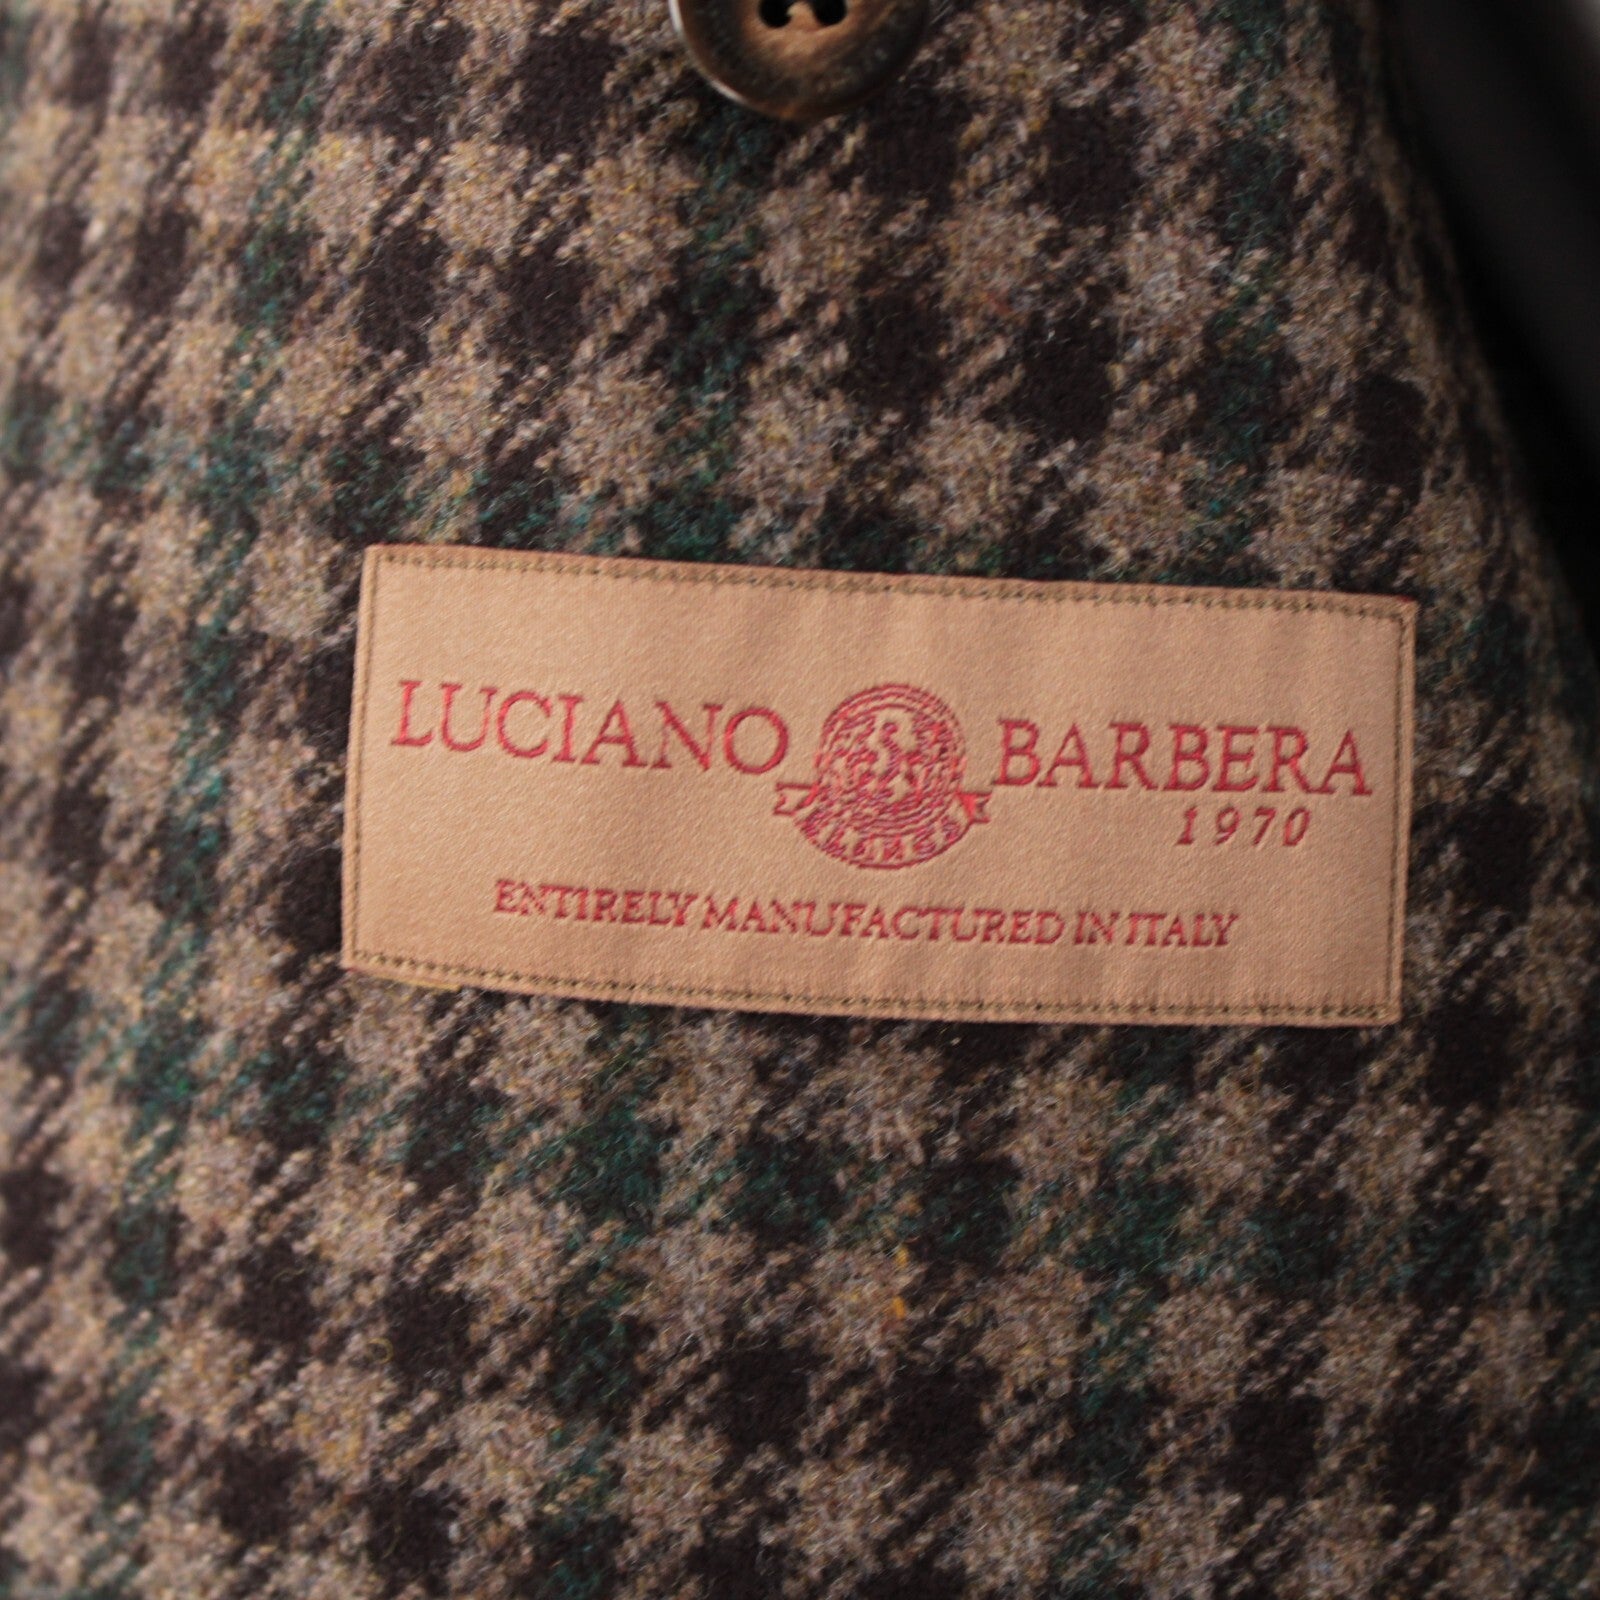 LUCIANO BARBERA
1970
ENTIRELY MANUFACTURED IN ITALY